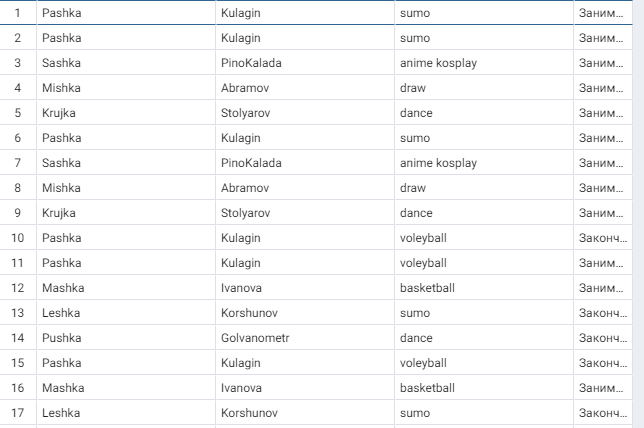 1 Pashka Kulagin sumo Заним...
2 Pashka Kulagin sumo Заним...
3 Sashka PinoKalada anime kosplay Заним...
4 Mishka Abramov draw Заним...
5 Krujka Stolyarov dance Заним...
6 Pashka Kulagin sumo Заним...
7 Sashka PinoKalada anime kosplay Заним...
8 Mishka Abramov draw Заним...
9 Krujka Stolyarov dance Заним...
10 Pashka Kulagin voleyball Законч...
11 Pashka Kulagin voleyball Заним...
12 Mashka Ivanova basketball Заним...
13 Leshka Korshunov sumo Законч...
14 Pushka Golvanometr dance Законч...
15 Pashka Kulagin voleyball Законч...
16 Mashka Ivanova basketball Заним...
17 Leshka Korshunov sumo Законч...